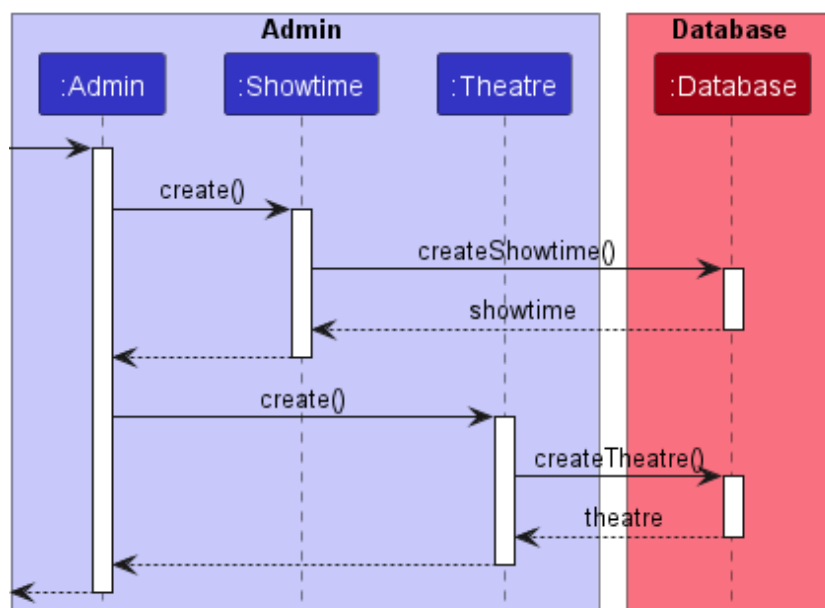 Admin
Database
:Admin
:Showtime
:Theatre
:Database
create()
createShowtime()
showtime
create()
createTheatre()
theatre